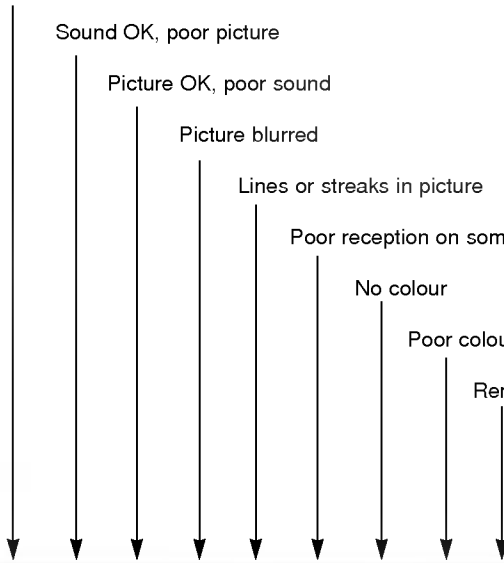 Sound OK, poor picture
Picture OK, poor sound
Picture blurred
Lines or streaks in picture
Poor reception on som
No colour
Poor colou
Rer